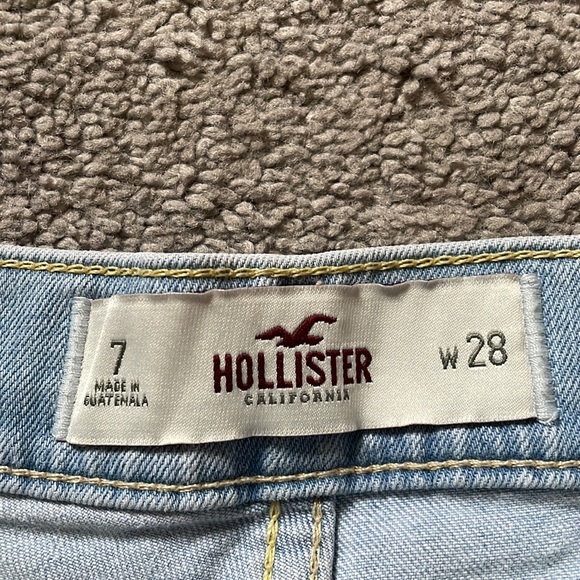 7
MADE IN
GUATEMALA
HOLLISTER
CALIFORNIA
W 28